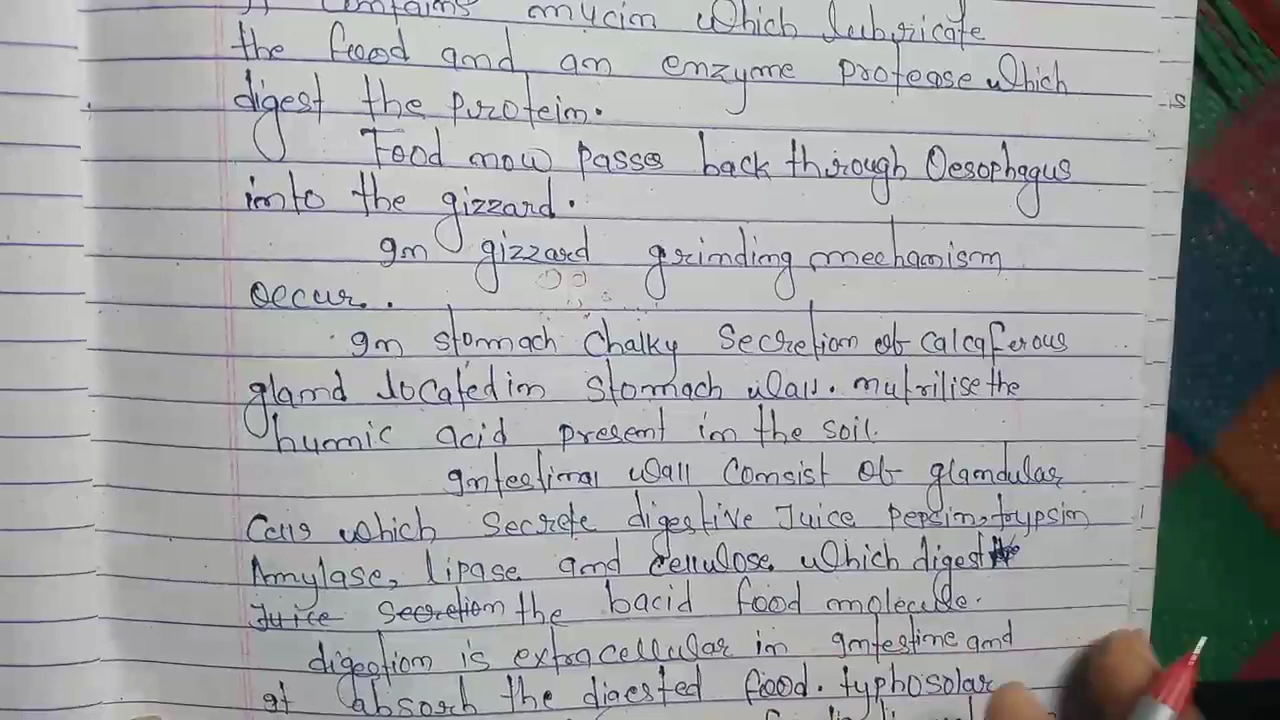 It contains mucin which lubricate
the food and an enzyme protease which
digest the protein.
Food now passes back through Oesophagus
into the gizzard.
In gizzard grinding mechanism
occur.
In stomach chalky secretion of calcaferous
gland located in stomach wall. nutrilise the
humic acid present in the soil.
Intestinal wall consist of glandular
Cells which secrete digestive Juice pepsin, trypsin
Amylase, lipase and cellulose which digest
Juice secretion the bacid food molecule.
digestion is extracellular in Intestine and
It absorb the digested food. typhosolar